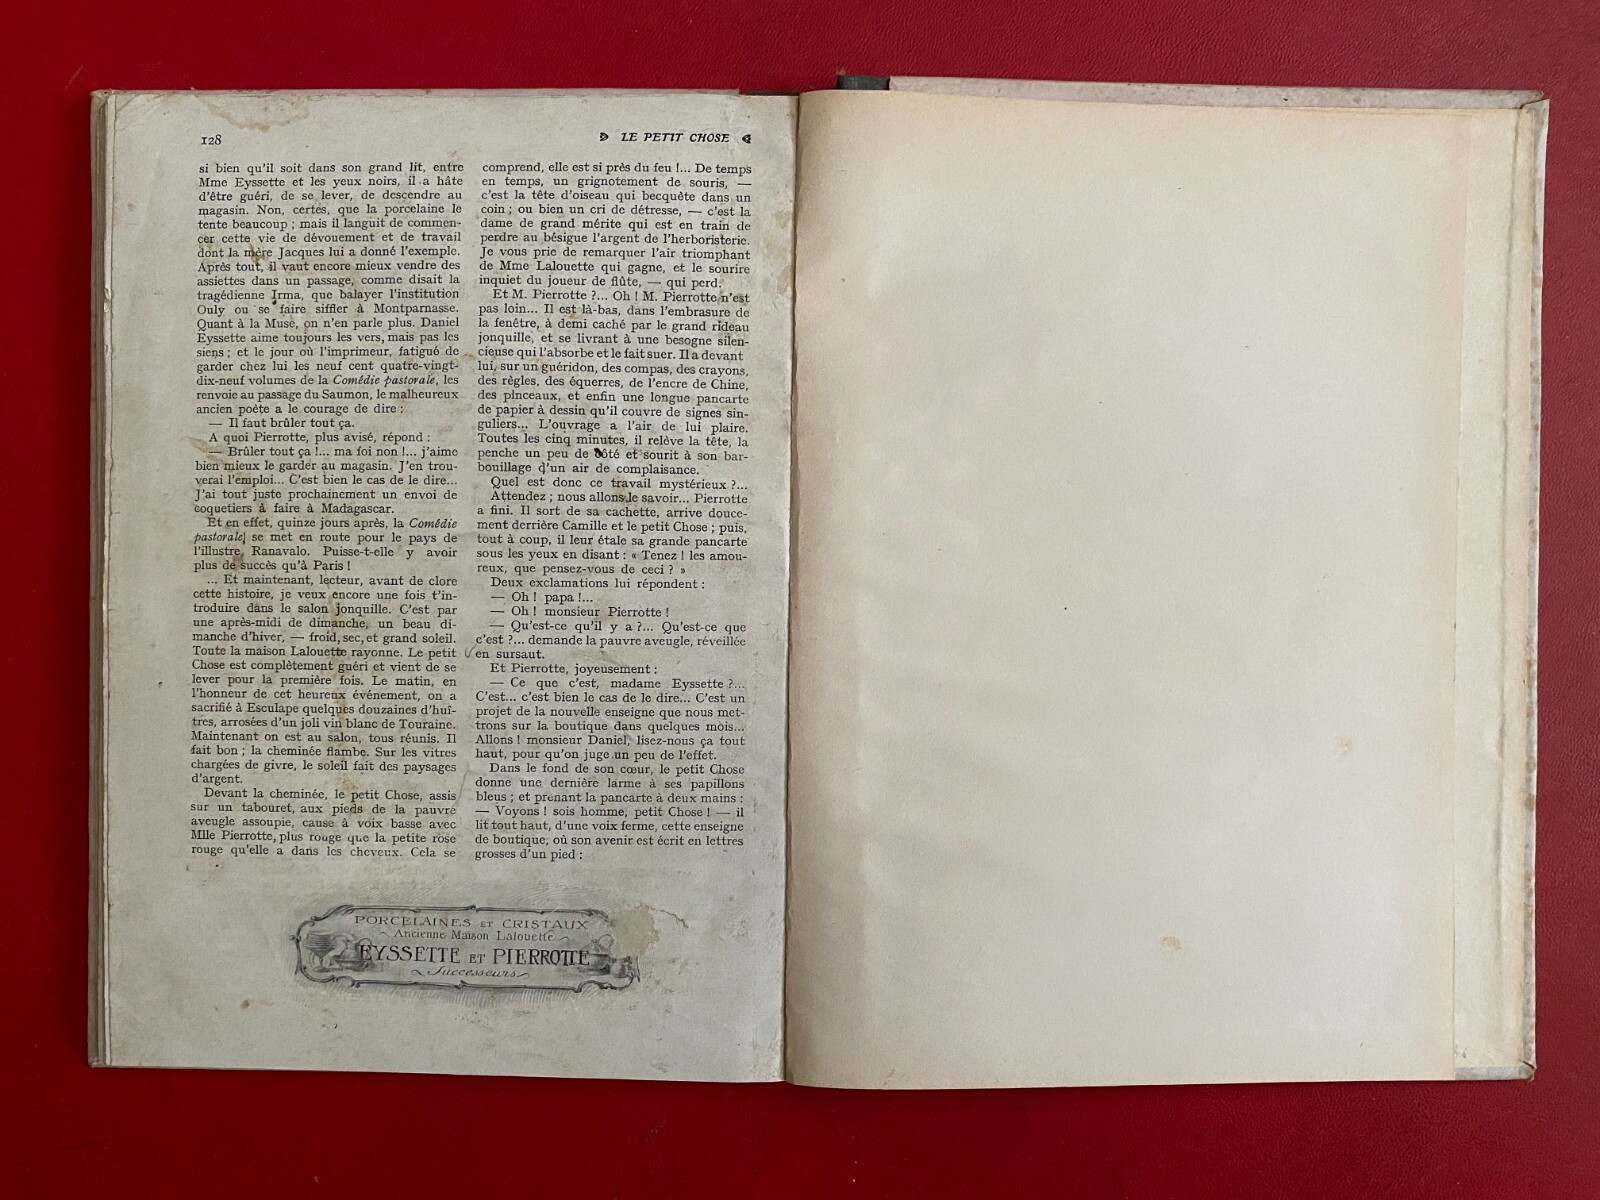 128
LE PETIT CHOSE
si bien qu'il soit dans son grand lit, entre
Mme Eyssette et les yeux noirs, il a hâte
d'être guéri, de se lever, de descendre au
magasin. Non, certes, que la porcelaine le
tente beaucoup ; mais il languit de commen-
cer cette vie de dévouement et de travail
dont la mère Jacques lui a donné l'exemple.
Après tout, il vaut encore mieux vendre des
assiettes dans un passage, comme disait la
tragédienne Irma, que balayer l'institution
Ouly ou se faire siffler à Montparnasse.
Quant à la Muse, on n'en parle plus. Daniel
Eyssette aime toujours les vers, mais pas les
siens ; et le jour où l'imprimeur, fatigué de
garder chez lui les neuf cent quatre-vingt-
dix-neuf volumes de la Comédie pastorale, les
renvoie au passage du Saumon, le malheureux
ancien poète a le courage de dire :
— Il faut brûler tout ça.
A quoi Pierrotte, plus avisé, répond :
— Brûler tout ça !... ma foi non !... j'aime
bien mieux le garder au magasin. J'en trou-
verai l'emploi... C'est bien le cas de le dire...
J'ai tout juste prochainement un envoi de
coquetiers à faire à Madagascar.
Et en effet, quinze jours après, la Comédie
pastorale se met en route pour le pays de
l'illustre Ranavalo. Puisse-t-elle y avoir
plus de succès qu'à Paris !
... Et maintenant, lecteur, avant de clore
cette histoire, je veux encore une fois t'in-
troduire dans le salon jonquille. C'est par
une après-midi de dimanche, un beau di-
manche d'hiver, — froid, sec, et grand soleil.
Toute la maison Lalouette rayonne. Le petit
Chose est complètement guéri et vient de se
lever pour la première fois. Le matin, en
l'honneur de cet heureux événement, on a
sacrifié à Esculape quelques douzaines d'huî-
tres, arrosées d'un joli vin blanc de Touraine.
Maintenant on est au salon, tous réunis. Il
fait bon ; la cheminée flambe. Sur les vitres
chargées de givre, le soleil fait des paysages
d'argent.
Devant la cheminée, le petit Chose, assis
sur un tabouret, aux pieds de la pauvre
aveugle assoupie, cause à voix basse avec
Mlle Pierrotte, plus rouge que la petite rose
rouge qu'elle a dans les cheveux. Cela se
comprend, elle est si près du feu !... De temps
en temps, un grignotement de souris, —
c'est la tête d'oiseau qui becquète dans un
coin ; ou bien un cri de détresse, — c'est la
dame de grand mérite qui est en train de
perdre au bésigue l'argent de l'herboristerie.
Je vous prie de remarquer l'air triomphant
de Mme Lalouette qui gagne, et le sourire
inquiet du joueur de flûte, — qui perd.
Et M. Pierrotte ?... Oh ! M. Pierrotte n'est
pas loin... Il est là-bas, dans l'embrasure de
la fenêtre, à demi caché par le grand rideau
jonquille, et se livrant à une besogne silen-
cieuse qui l'absorbe et le fait suer. Il a devant
lui, sur un guéridon, des compas, des crayons,
des règles, des équerres, de l'encre de Chine,
des pinceaux, et enfin une longue pancarte
de papier à dessin qu'il couvre de signes sin-
guliers... L'ouvrage a l'air de lui plaire.
Toutes les cinq minutes, il relève la tête, la
penche un peu de côté et sourit à son bar-
bouillage d'un air de complaisance.
Quel est donc ce travail mystérieux ?...
Attendez ; nous allons le savoir... Pierrotte
a fini. Il sort de sa cachette, arrive douce-
ment derrière Camille et le petit Chose ; puis,
tout à coup, il leur étale sa grande pancarte
sous les yeux en disant : « Tenez ! les amou-
reux, que pensez-vous de ceci ? »
Deux exclamations lui répondent :
— Oh ! papa !...
— Oh ! monsieur Pierrotte !
— Qu'est-ce qu'il y a ?... Qu'est-ce que
c'est ?... demande la pauvre aveugle, réveillée
en sursaut.
Et Pierrotte, joyeusement :
— Ce que c'est, madame Eyssette ?...
C'est... c'est bien le cas de le dire... C'est un
projet de la nouvelle enseigne que nous met-
trons sur la boutique dans quelques mois...
Allons ! monsieur Daniel, lisez-nous ça tout
haut, pour qu'on juge un peu de l'effet.
Dans le fond de son cœur, le petit Chose
donne une dernière larme à ses papillons
bleus ; et prenant la pancarte à deux mains :
— Voyons ! sois homme, petit Chose ! — il
lit tout haut, d'une voix ferme, cette enseigne
de boutique, où son avenir est écrit en lettres
grosses d'un pied :
PORCELAINES ET CRISTAUX
Ancienne Maison Lalouette
EYSSETTE ET PIERROTTE
Successeurs